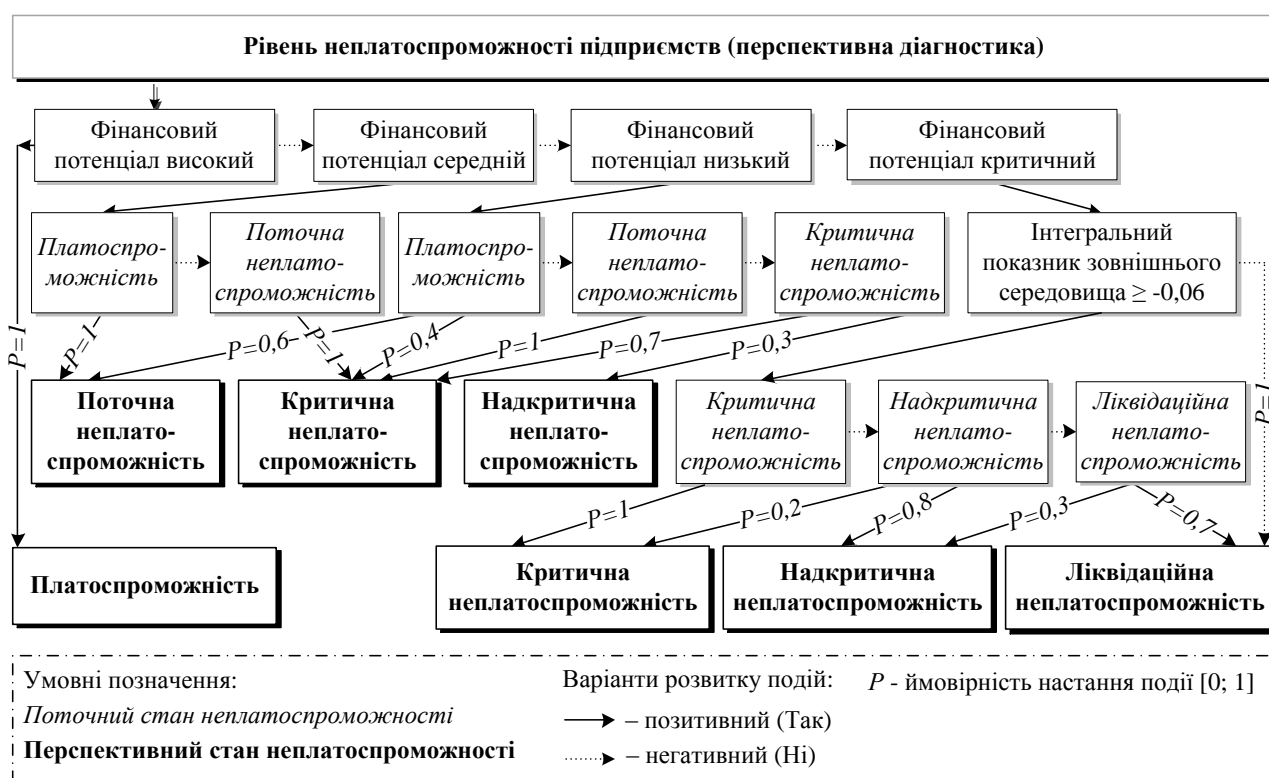 Рівень неплатоспроможності підприємств (перспективна діагностика)
Фінансовий
потенціал високий
Фінансовий
потенціал середній
Фінансовий
потенціал низький
Фінансовий
потенціал критичний
Платоспро-
можність
Поточна
неплато-
спроможність
Платоспро-
можність
Поточна
неплато-
спроможність
Критична
неплато-
спроможність
Інтегральний
показник зовнішнього
середовища ≥ -0,06
P=1
P=1
P=0,6
P=1
P=0,4
P=1
P=0,7
P=0,3
P=1
Поточна
неплато-
спроможність
Критична
неплато-
спроможність
Надкритична
неплато-
спроможність
Критична
неплато-
спроможність
Надкритична
неплато-
спроможність
Ліквідаційна
неплато-
спроможність
P=1
P=0,2
P=0,8
P=0,3
P=0,7
Платоспроможність
Критична
неплатоспроможність
Надкритична
неплатоспроможність
Ліквідаційна
неплатоспроможність
Умовні позначення:
Поточний стан неплатоспроможності
Перспективний стан неплатоспроможності
Варіанти розвитку подій:
– позитивний (Так)
– негативний (Ні)
P - ймовірність настання події [0; 1]